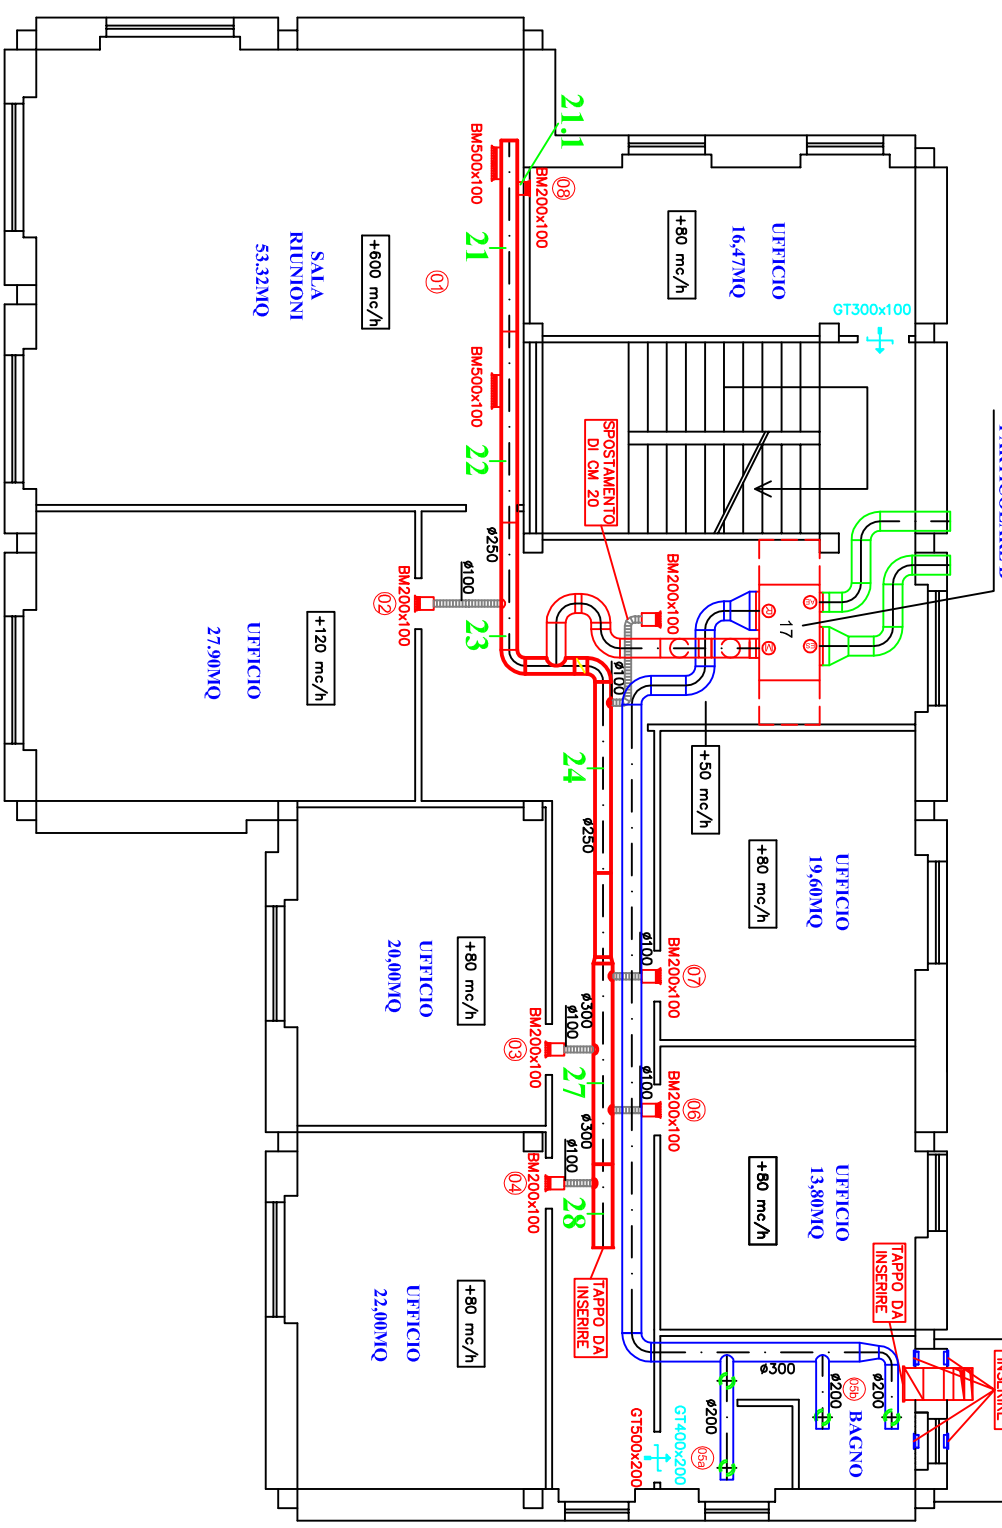 21.1
BM500x100
BM200x100
08
21
+600 mc/h
SALA
RIUNIONI
53.32MQ
01
BM500x100
22
UFFICIO
16,47MQ
+80 mc/h
GT300x100
SPOSTAMENTO
DI CM 20
ø250
ø100
BM200x100
02
23
BM200x100
ø100
17
+50 mc/h
UFFICIO
27,90MQ
+120 mc/h
24
ø250
UFFICIO
19,60MQ
+80 mc/h
ø100
BM200x100
07
UFFICIO
20,00MQ
+80 mc/h
ø300
ø100
BM200x100
03
27
ø100
BM200x100
06
UFFICIO
13,80MQ
+80 mc/h
ø300
ø100
BM200x100
04
28
TAPPO DA
INSERIRE
UFFICIO
22,00MQ
+80 mc/h
TAPPO DA
INSERIRE
INSERIRE
ø300
ø200
ø200
05b
BAGNO
ø200
05a
GT400x200
GT500x200